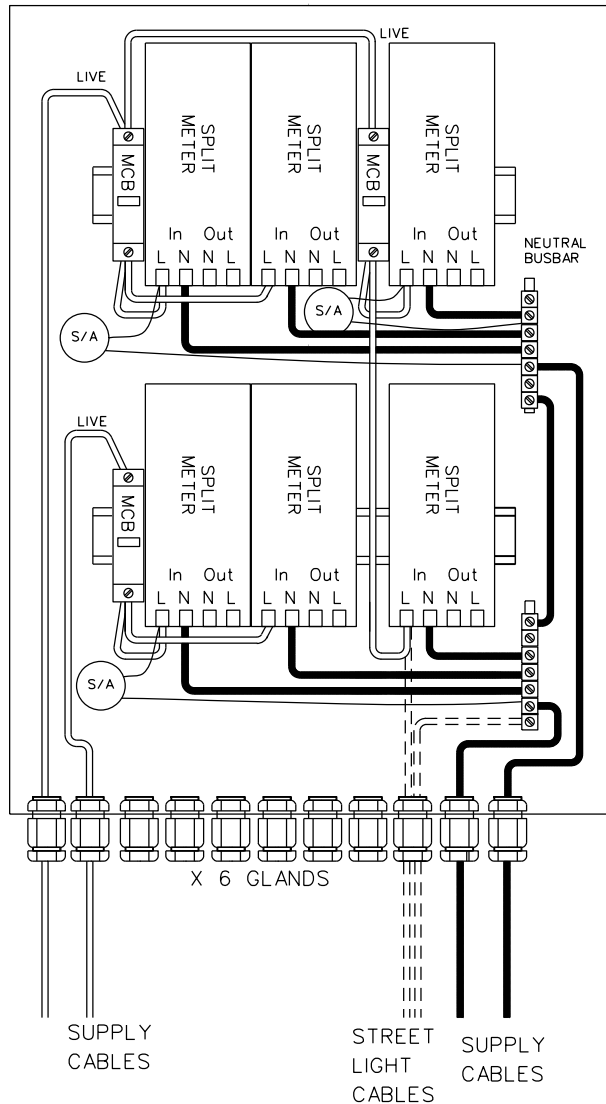 LIVE
LIVE
SPLIT
METER
SPLIT
METER
SPLIT
METER
MCB
MCB
In Out
L N N L
In Out
L N N L
In Out
L N N L
NEUTRAL
BUSBAR
S/A
S/A
LIVE
SPLIT
METER
SPLIT
METER
SPLIT
METER
MCB
In Out
L N N L
In Out
L N N L
In Out
L N N L
S/A
X 6 GLANDS
SUPPLY
CABLES
STREET
LIGHT
CABLES
SUPPLY
CABLES